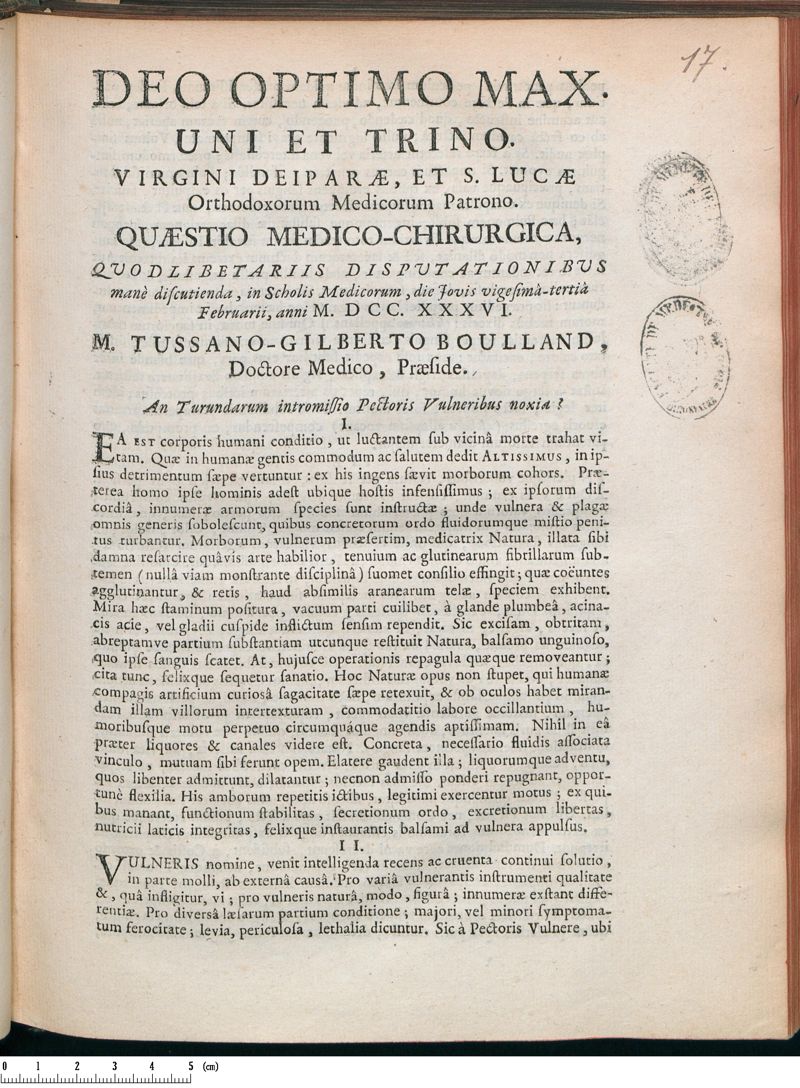 17.
DEO OPTIMO MAX.
UNI ET TRINO.
VIRGINI DEIPARÆ, ET S. LUCÆ
Orthodoxorum Medicorum Patrono.
QUÆSTIO MEDICO-CHIRURGICA,
QUODLIBETARIIS DISPUTATIONIBUS
manè diſcutienda, in Scholis Medicorum, die Jovis vigeſimâ-tertiâ
Februarii, anni M. DCC. XXXVI.
M. TUSSANO-GILBERTO BOULLAND,
Doctore Medico, Præſide.
An Turundarum intromiſſio Pectoris Vulneribus noxia ?
I.
EA EST corporis humani conditio, ut luctantem ſub vicinâ morte trahat vi-
tam. Quæ in humanæ gentis commodum ac ſalutem dedit ALTISSIMUS, in ip-
ſius detrimentum ſæpe vertuntur : ex his ingens ſævit morborum cohors. Præ-
terea homo ipſe hominis adeſt ubique hoſtis infenſiſſimus ; ex ipſorum diſ-
cordiâ, innumeræ armorum ſpecies ſunt inſtructæ ; unde vulnera & plagæ
omnis generis ſoboleſcunt, quibus concretorum ordo fluidorumque miſtio peni-
tus turbantur. Morborum, vulnerum præſertim, medicatrix Natura, illata ſibi
damna reſarcire quâvis arte habilior, tenuium ac glutinearum fibrillarum ſub-
temen (nullâ viam monſtrante diſciplinâ) ſuomet conſilio effingit ; quæ coëuntes
agglutinantur, & retis, haud abſimilis aranearum telæ, ſpeciem exhibent.
Mira hæc ſtaminum poſitura, vacuum parti cuilibet, à glande plumbeâ, acina-
cis acie, vel gladii cuſpide inflictum ſenſim rependit. Sic exciſam, obtritam,
abreptamve partium ſubſtantiam utcunque reſtituit Natura, balſamo unguinoſo,
quo ipſe ſanguis ſcatet. At, hujuſce operationis repagula quæque removeantur ;
cita tunc, felixque ſequetur ſanatio. Hoc Naturæ opus non ſtupet, qui humanæ
compagis artificium curioſâ ſagacitate ſæpe retexuit, & ob oculos habet miran-
dam illam villorum intertexturam, commodatitio labore occillantium, hu-
moribuſque motu perpetuo circumquáque agendis aptiſſimam. Nihil in eâ
præter liquores & canales videre eſt. Concreta, neceſſario fluidis aſſociata
vinculo, mutuam ſibi ferunt opem. Elatere gaudent illa ; liquorumque adventu,
quos libenter admittunt, dilatantur ; necnon admiſſo ponderi repugnant, oppor-
tunè flexilia. His amborum repetitis ictibus, legitimi exercentur motus ; ex qui-
bus manant, functionum ſtabilitas, ſecretionum ordo, excretionum libertas,
nutricii laticis integritas, felixque inſtaurantis balſami ad vulnera appulſus.
II.
VULNERIS nomine, venit intelligenda recens ac cruenta continui ſolutio,
in parte molli, ab externâ causâ. Pro variâ vulnerantis inſtrumenti qualitate
&, quâ infligitur, vi ; pro vulneris naturâ, modo, figurâ ; innumeræ exſtant diffe-
rentiæ. Pro diversâ læſarum partium conditione ; majori, vel minori ſymptoma-
tum ferocitate ; levia, periculoſa, lethalia dicuntur. Sic à Pectoris Vulnere, ubi
0 1 2 3 4 5 (cm)